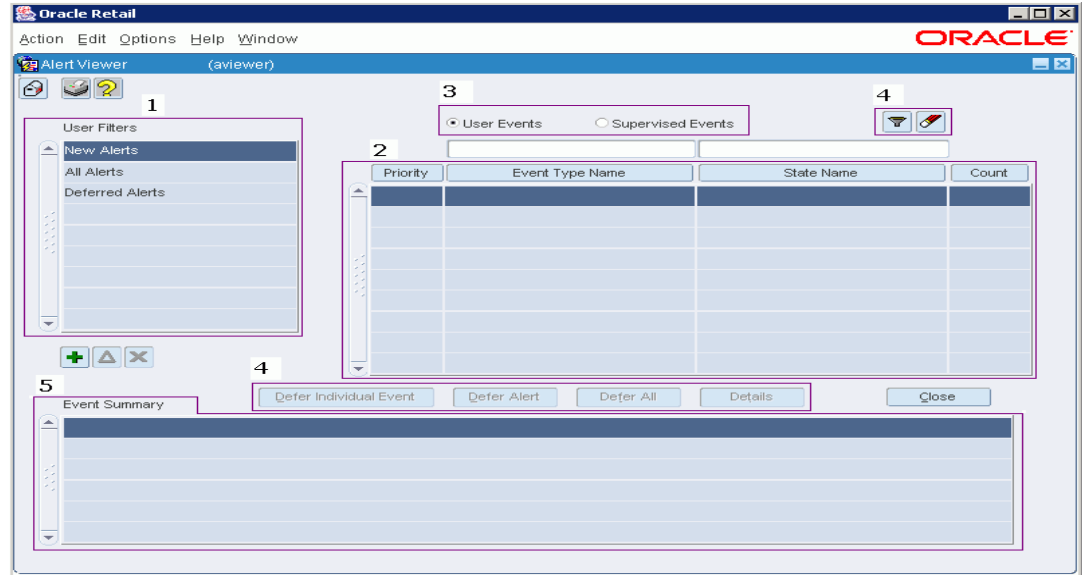 Oracle Retail
Action Edit Options Help Window
ORACLE
Alert Viewer (aviewer)
1
3
4
User Filters
User Events Supervised Events
New Alerts
2
All Alerts
Priority Event Type Name State Name Count
Deferred Alerts
4
5
Defer Individual Event Defer Alert Defer All Details Close
Event Summary